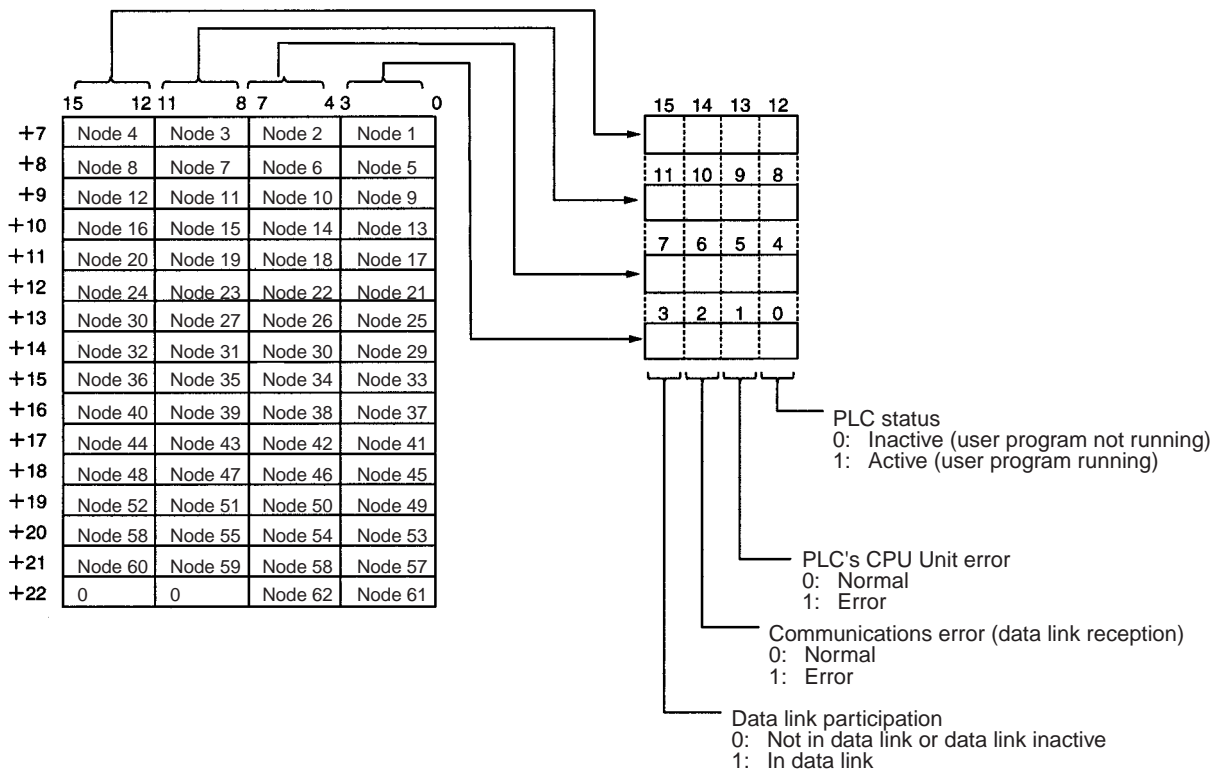 15 12 11 8 7 4 3 0
+7 Node 4 Node 3 Node 2 Node 1
+8 Node 8 Node 7 Node 6 Node 5
+9 Node 12 Node 11 Node 10 Node 9
+10 Node 16 Node 15 Node 14 Node 13
+11 Node 20 Node 19 Node 18 Node 17
+12 Node 24 Node 23 Node 22 Node 21
+13 Node 30 Node 27 Node 26 Node 25
+14 Node 32 Node 31 Node 30 Node 29
+15 Node 36 Node 35 Node 34 Node 33
+16 Node 40 Node 39 Node 38 Node 37
+17 Node 44 Node 43 Node 42 Node 41
+18 Node 48 Node 47 Node 46 Node 45
+19 Node 52 Node 51 Node 50 Node 49
+20 Node 58 Node 55 Node 54 Node 53
+21 Node 60 Node 59 Node 58 Node 57
+22 0 0 Node 62 Node 61
15 14 13 12
11 10 9 8
7 6 5 4
3 2 1 0
PLC status
0: Inactive (user program not running)
1: Active (user program running)
PLC's CPU Unit error
0: Normal
1: Error
Communications error (data link reception)
0: Normal
1: Error
Data link participation
0: Not in data link or data link inactive
1: In data link